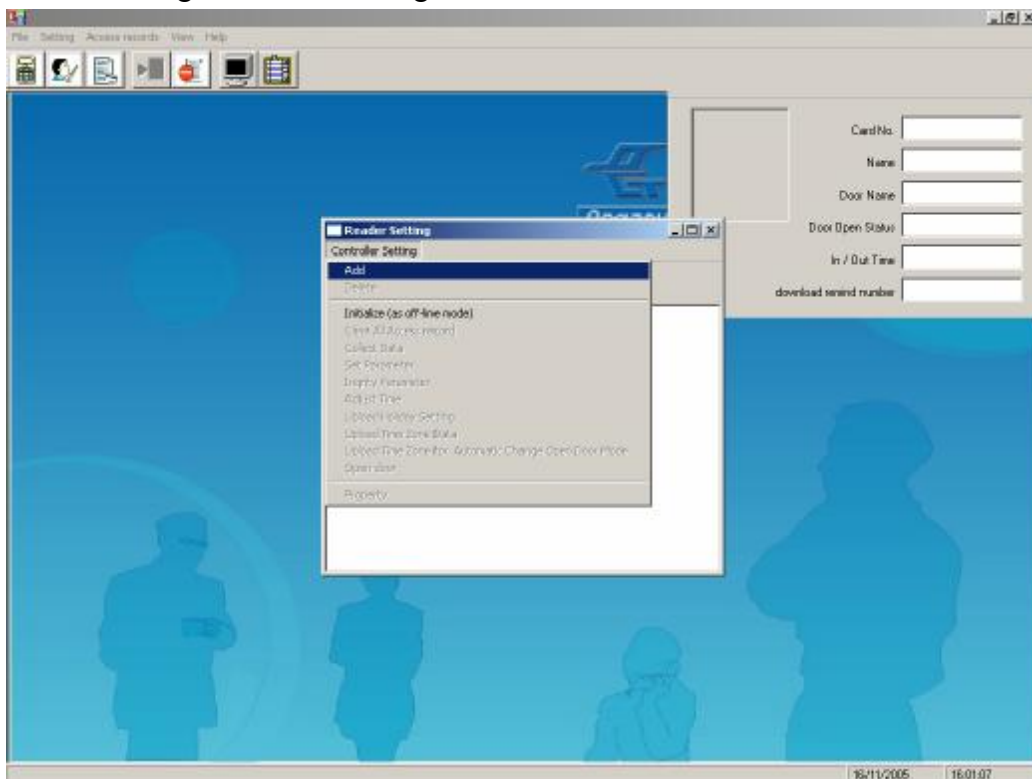 File Setting Access records View Help
Card No.
Name
Door Name
Door Open Status
In / Out Time
download remind number
Reader Setting
Controller Setting
Add
Delete
Initialize (as off-line mode)
Clear All Access record
Collect Data
Set Parameter
Empty Parameter
Adjust Time
Upload Holiday Setting
Upload Time Zone Data
Upload Time Zone for Automatic Change Open Door Mode
Open door
Property
16/11/2005 16:01:07